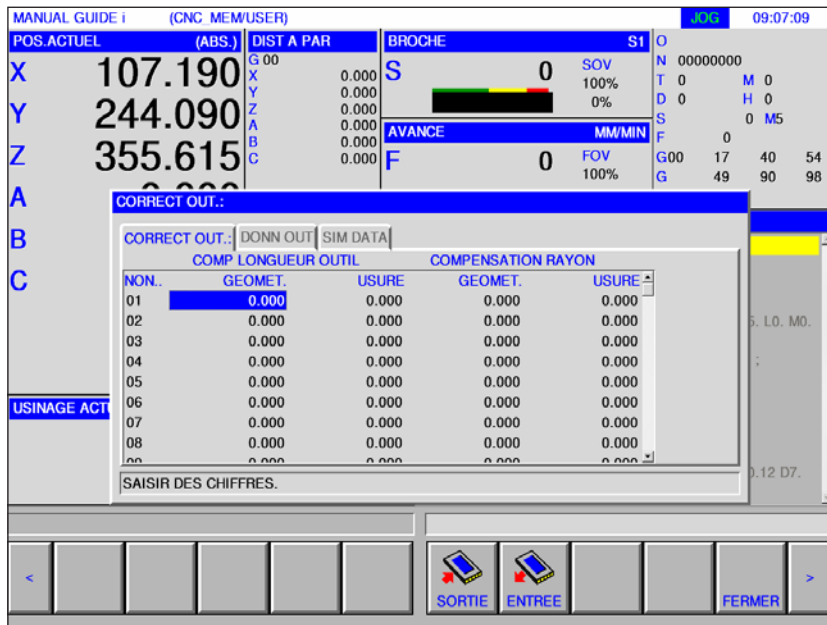 MANUAL GUIDE i (CNC_MEM/USER) JOG 09:07:09
POS.ACTUEL (ABS.)
X 107.190
Y 244.090
Z 355.615
A
B
C
DIST A PAR
G 00
X 0.000
Y 0.000
Z 0.000
A 0.000
B 0.000
C 0.000
BROCHE S1
S 0 SOV
100%
0%
AVANCE MM/MIN
F 0 FOV
100%
O
N 00000000
T 0 M 0
D 0 H 0
S 0 M5
F 0
G00 17 40 54
G 49 90 98
CORRECT OUT.:
CORRECT OUT.: DONN OUT SIM DATA
COMP LONGUEUR OUTIL COMPENSATION RAYON
NON.. GEOMET. USURE GEOMET. USURE
01 0.000 0.000 0.000 0.000
02 0.000 0.000 0.000 0.000
03 0.000 0.000 0.000 0.000
04 0.000 0.000 0.000 0.000
05 0.000 0.000 0.000 0.000
06 0.000 0.000 0.000 0.000
07 0.000 0.000 0.000 0.000
08 0.000 0.000 0.000 0.000
SAISIR DES CHIFFRES.
L0. M0.
;
0.12 D7.
USINAGE
< SORTIE ENTREE FERMER >